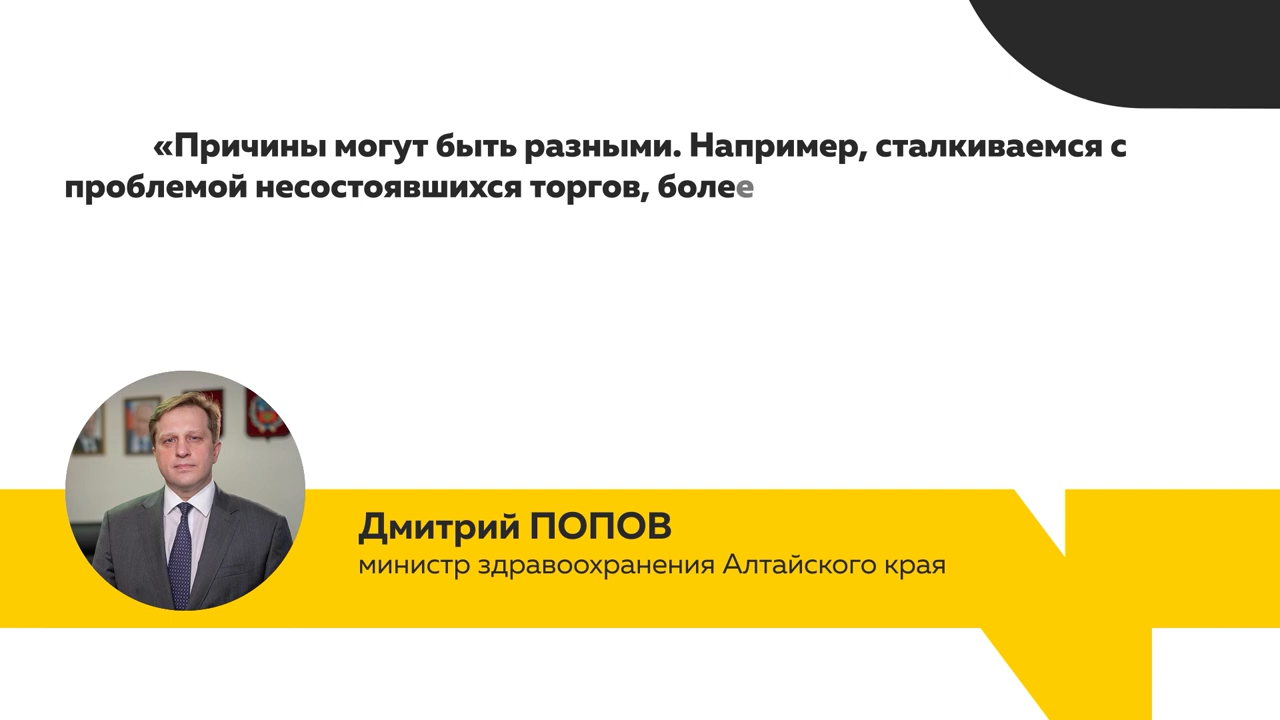 «Причины могут быть разными. Например, сталкиваемся с
проблемой несостоявшихся торгов, более
Дмитрий ПОПОВ
министр здравоохранения Алтайского края